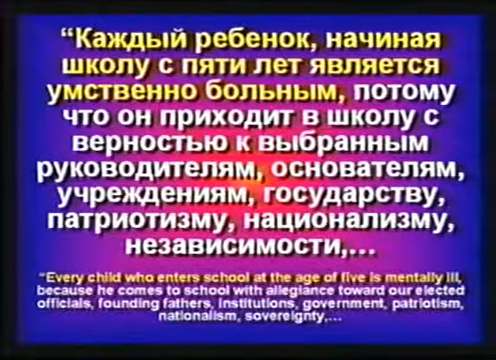 “Каждый ребенок, начиная
школу с пяти лет является
умственно больным, потому
что он приходит в школу с
верностью к выбранным
руководителям, основателям,
учреждениям, государству,
патриотизму, национализму,
независимости,...
“Every child who enters school at the age of five is mentally ill,
because he comes to school with allegiance toward our elected
officials, founding fathers, institutions, government, patriotism,
nationalism, sovereignty,...